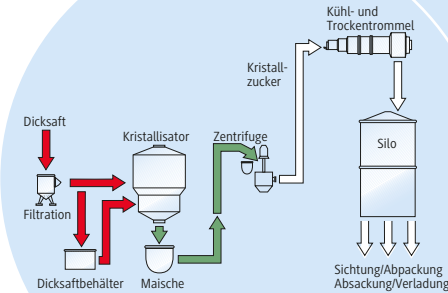 Kühl- und
Trockentrommel
Kristall-
zucker
Dicksaft
Kristallisator
Zentrifuge
Silo
Filtration
Dicksaftbehälter
Maische
Sichtung/Abpackung
Absackung/Verladung